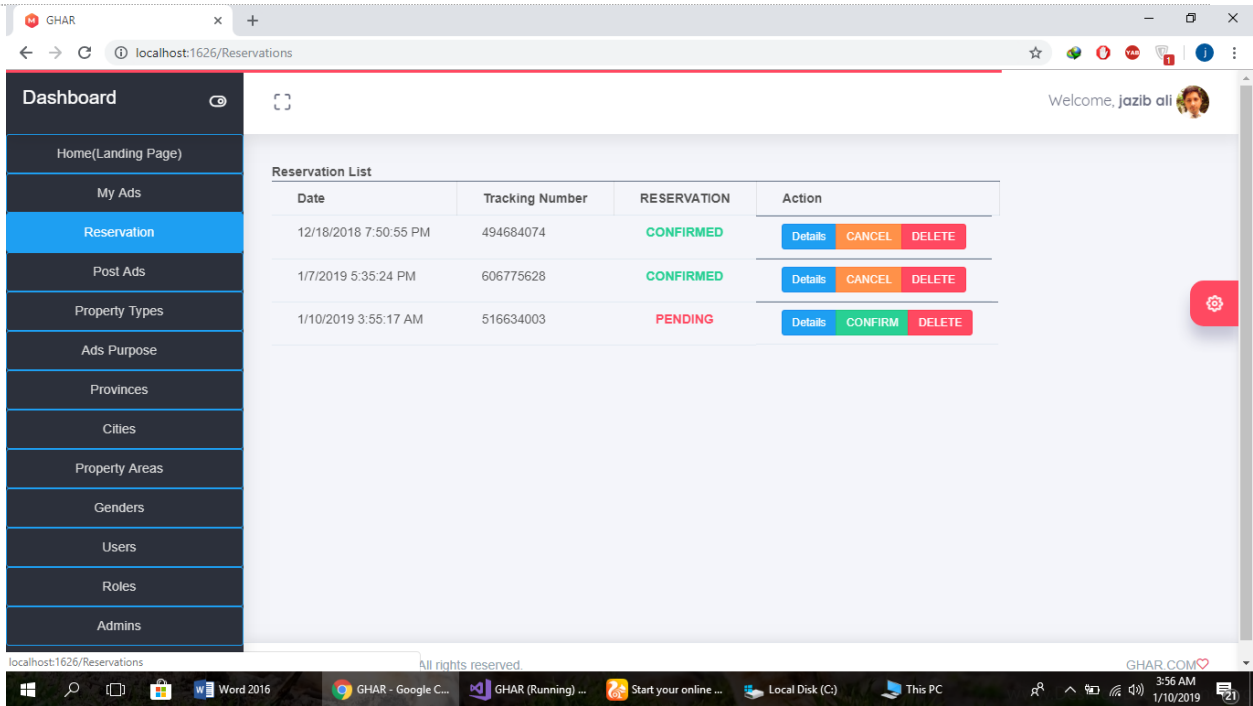 GHAR
localhost:1626/Reservations
YAB
1
j
Dashboard
Welcome, jazib ali
Home(Landing Page)
My Ads
Reservation
Post Ads
Property Types
Ads Purpose
Provinces
Cities
Property Areas
Genders
Users
Roles
Admins
Reservation List
Date Tracking Number RESERVATION Action
12/18/2018 7:50:55 PM 494684074 CONFIRMED Details CANCEL DELETE
1/7/2019 5:35:24 PM 606775628 CONFIRMED Details CANCEL DELETE
1/10/2019 3:55:17 AM 516634003 PENDING Details CONFIRM DELETE
localhost:1626/Reservations
All rights reserved.
GHAR.COM
Word 2016
GHAR - Google C...
GHAR (Running) ...
Start your online ...
Local Disk (C:)
This PC
3:56 AM
1/10/2019
21